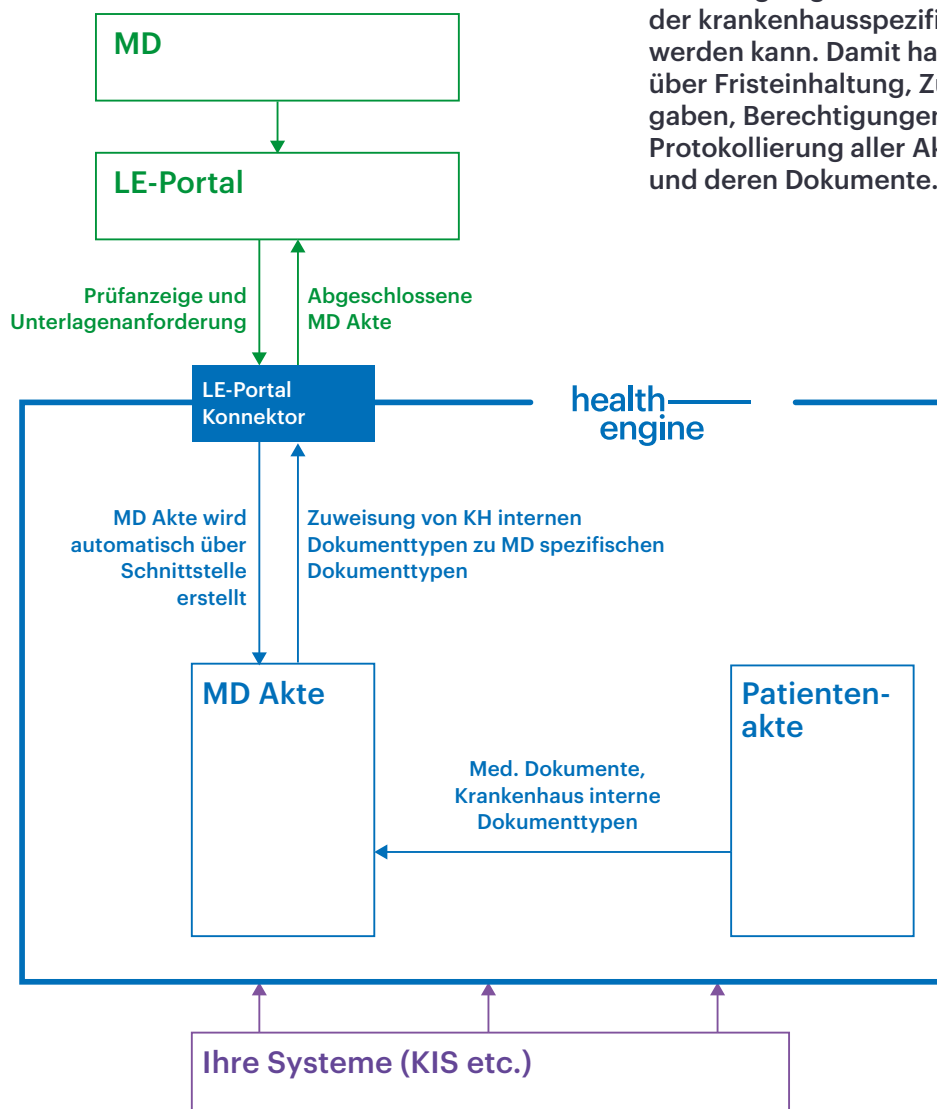 der krankenhausspezifi
werden kann. Damit ha
über Fristeinhaltung, Z
gaben, Berechtigunge
Protokollierung aller A
und deren Dokumente.
MD
LE-Portal
Prüfanzeige und
Unterlagenanforderung
Abgeschlossene
MD Akte
LE-Portal
Konnektor
health
engine
MD Akte wird
automatisch über
Schnittstelle
erstellt
Zuweisung von KH internen
Dokumenttypen zu MD spezifischen
Dokumenttypen
MD Akte
Patienten-
akte
Med. Dokumente,
Krankenhaus interne
Dokumenttypen
Ihre Systeme (KIS etc.)